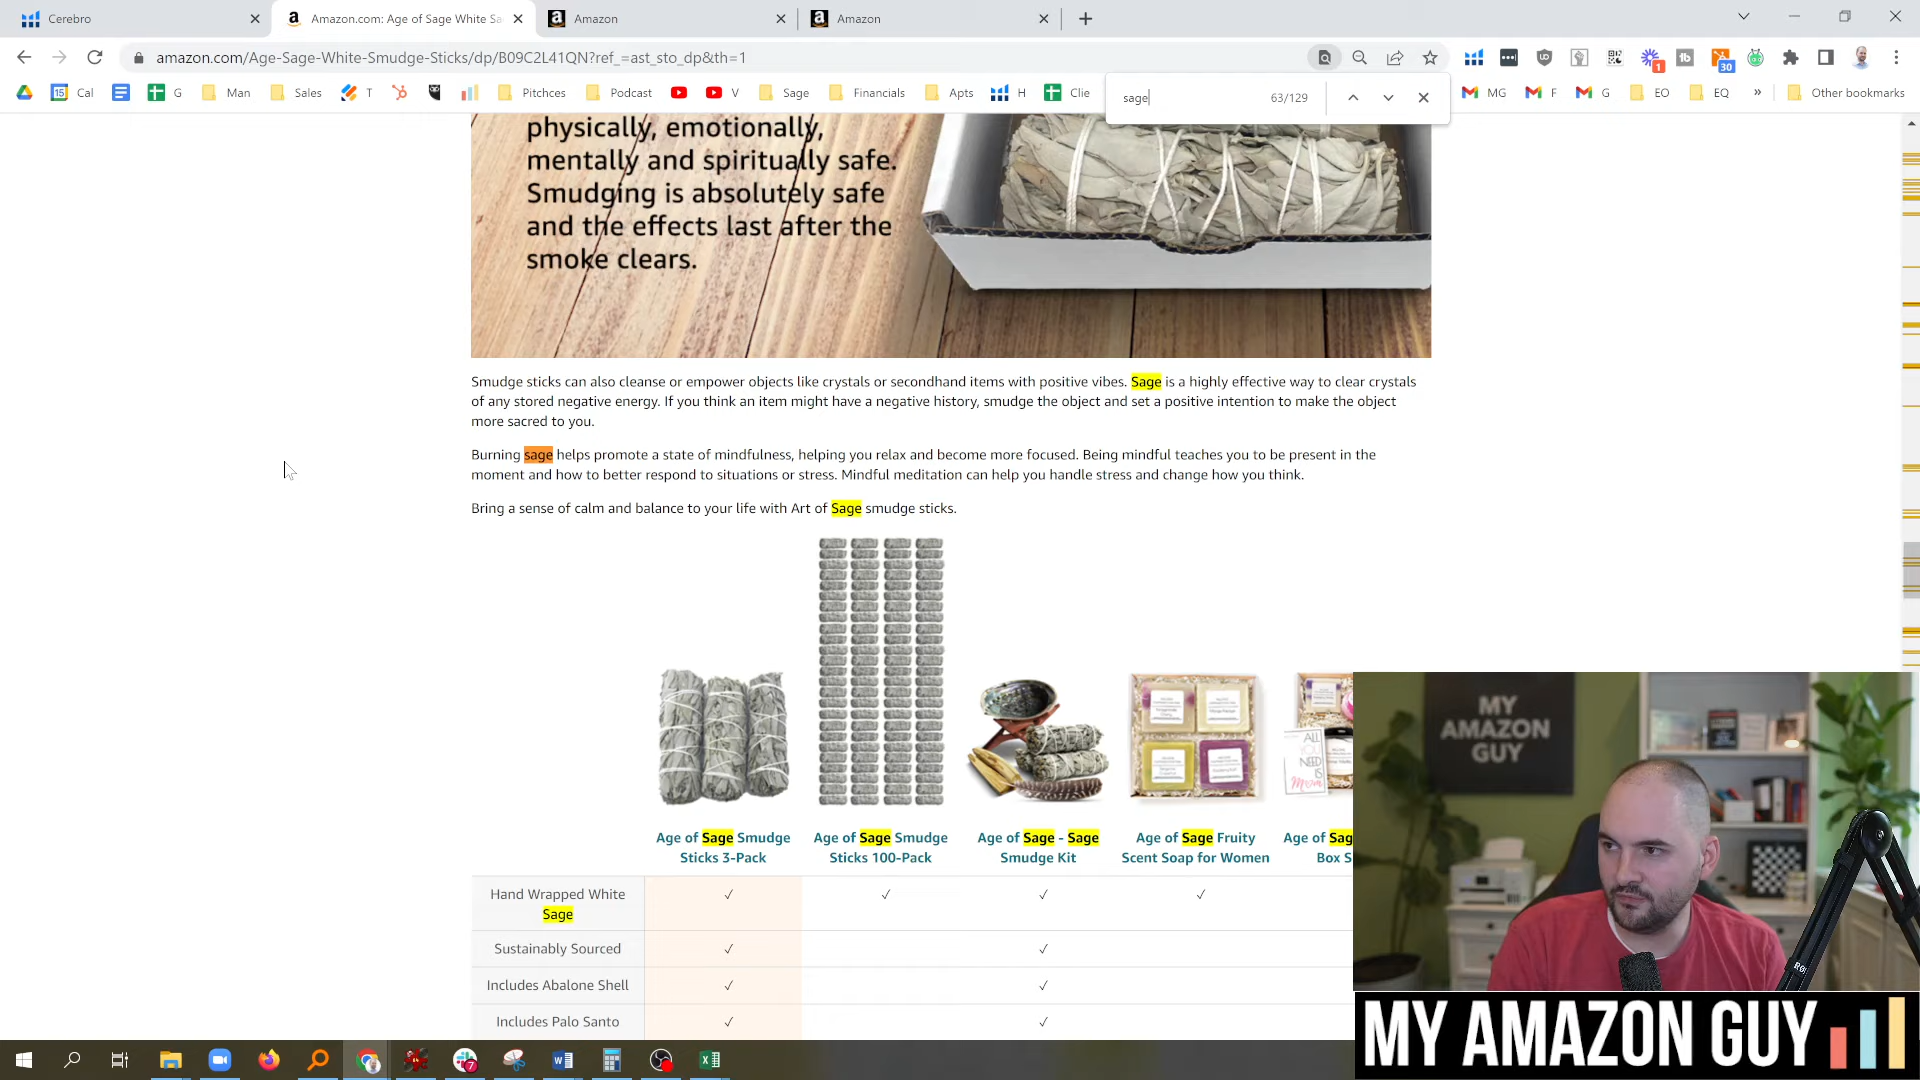 Cerebro
Amazon.com: Age of Sage White Sa
Amazon
Amazon
amazon.com/Age-Sage-White-Smudge-Sticks/dp/B09C2L41QN?ref_=ast_sto_dp&th=1
1
30
Cal
G
Man
Sales
T
Pitchces
Podcast
V
Sage
Financials
Apts
H
Clie
MG
F
G
EO
EQ
»
Other bookmarks
sage
63/129
physically, emotionally,
mentally and spiritually safe.
Smudging is absolutely safe
and the effects last after the
smoke clears.
Smudge sticks can also cleanse or empower objects like crystals or secondhand items with positive vibes. Sage is a highly effective way to clear crystals
of any stored negative energy. If you think an item might have a negative history, smudge the object and set a positive intention to make the object
more sacred to you.
Burning sage helps promote a state of mindfulness, helping you relax and become more focused. Being mindful teaches you to be present in the
moment and how to better respond to situations or stress. Mindful meditation can help you handle stress and change how you think.
Bring a sense of calm and balance to your life with Art of Sage smudge sticks.
ALL
YOU
NEED
IS
Mom
Age of Sage Smudge
Sticks 3-Pack
Age of Sage Smudge
Sticks 100-Pack
Age of Sage - Sage
Smudge Kit
Age of Sage Fruity
Scent Soap for Women
Age of Sag
Box S
Hand Wrapped White
Sage
Sustainably Sourced
Includes Abalone Shell
Includes Palo Santo
MY
AMAZON
GUY
MY AMAZON GUY